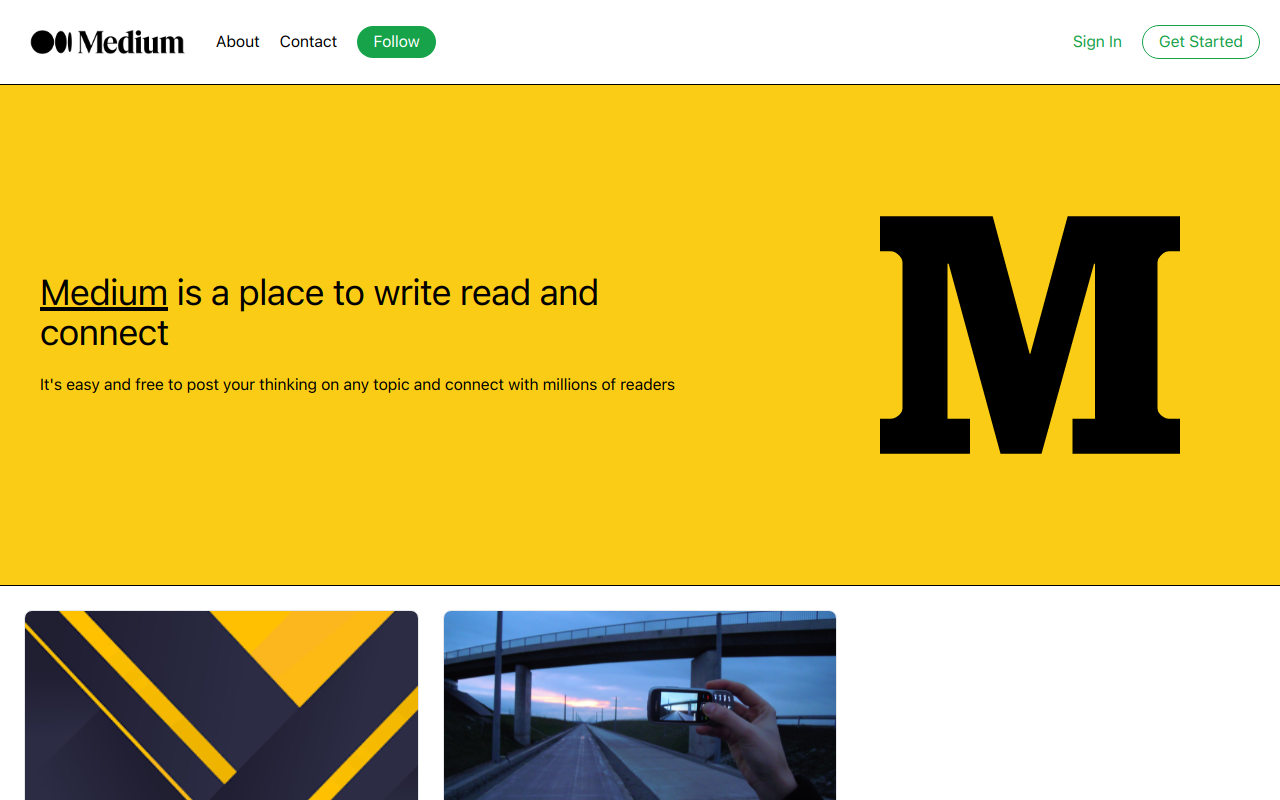 Medium
About
Contact
Follow
Sign In
Get Started
Medium is a place to write read and
connect
It's easy and free to post your thinking on any topic and connect with millions of readers
M